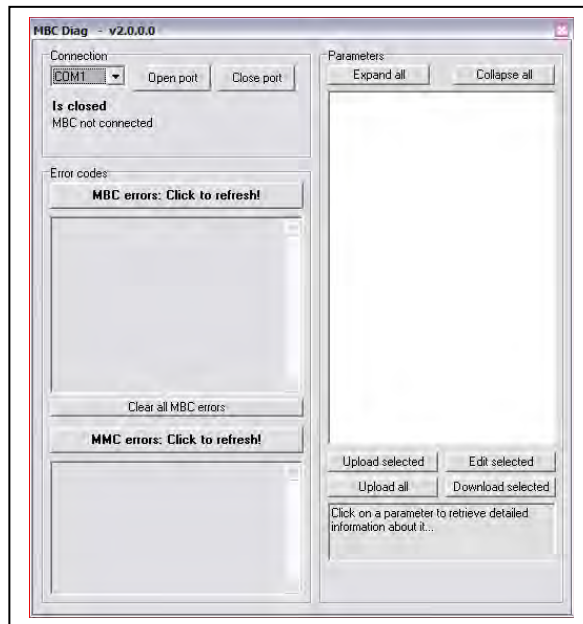 MBC Diag - v2.0.0.0
Connection
COM1
Open port
Close port
Is closed
MBC not connected
Error codes
MBC errors: Click to refresh!
Clear all MBC errors
MMC errors: Click to refresh!
Parameters
Expand all
Collapse all
Upload selected
Edit selected
Upload all
Download selected
Click on a parameter to retrieve detailed
information about it...